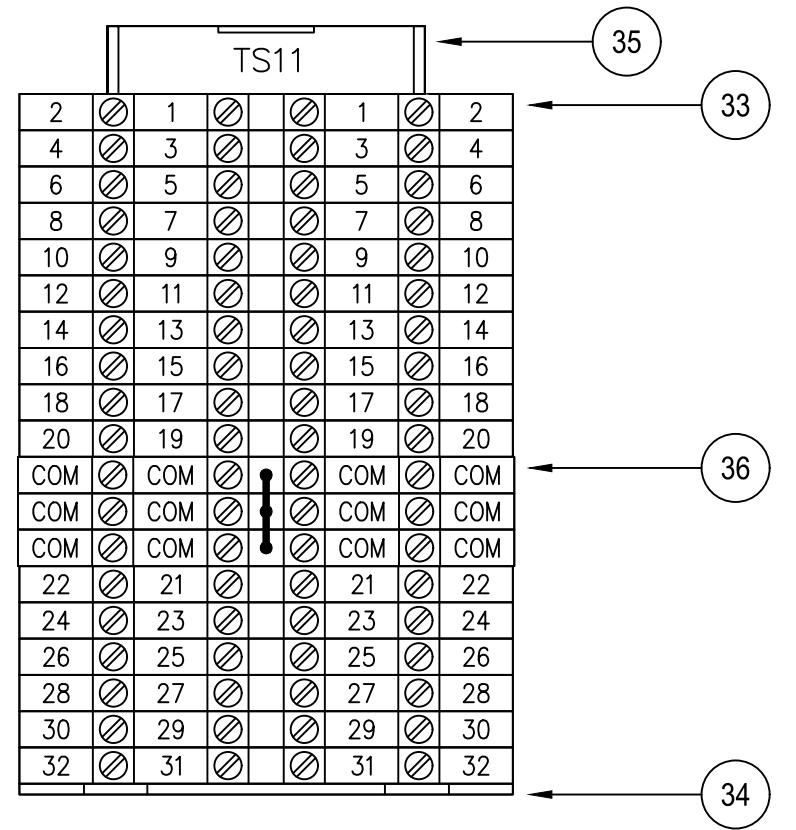 35
TS11
33
2 1 1 2
4 3 3 4
6 5 5 6
8 7 7 8
10 9 9 10
12 11 11 12
14 13 13 14
16 15 15 16
18 17 17 18
20 19 19 20
COM COM COM COM 36
COM COM COM COM
COM COM COM COM
22 21 21 22
24 23 23 24
26 25 25 26
28 27 27 28
30 29 29 30
32 31 31 32
34